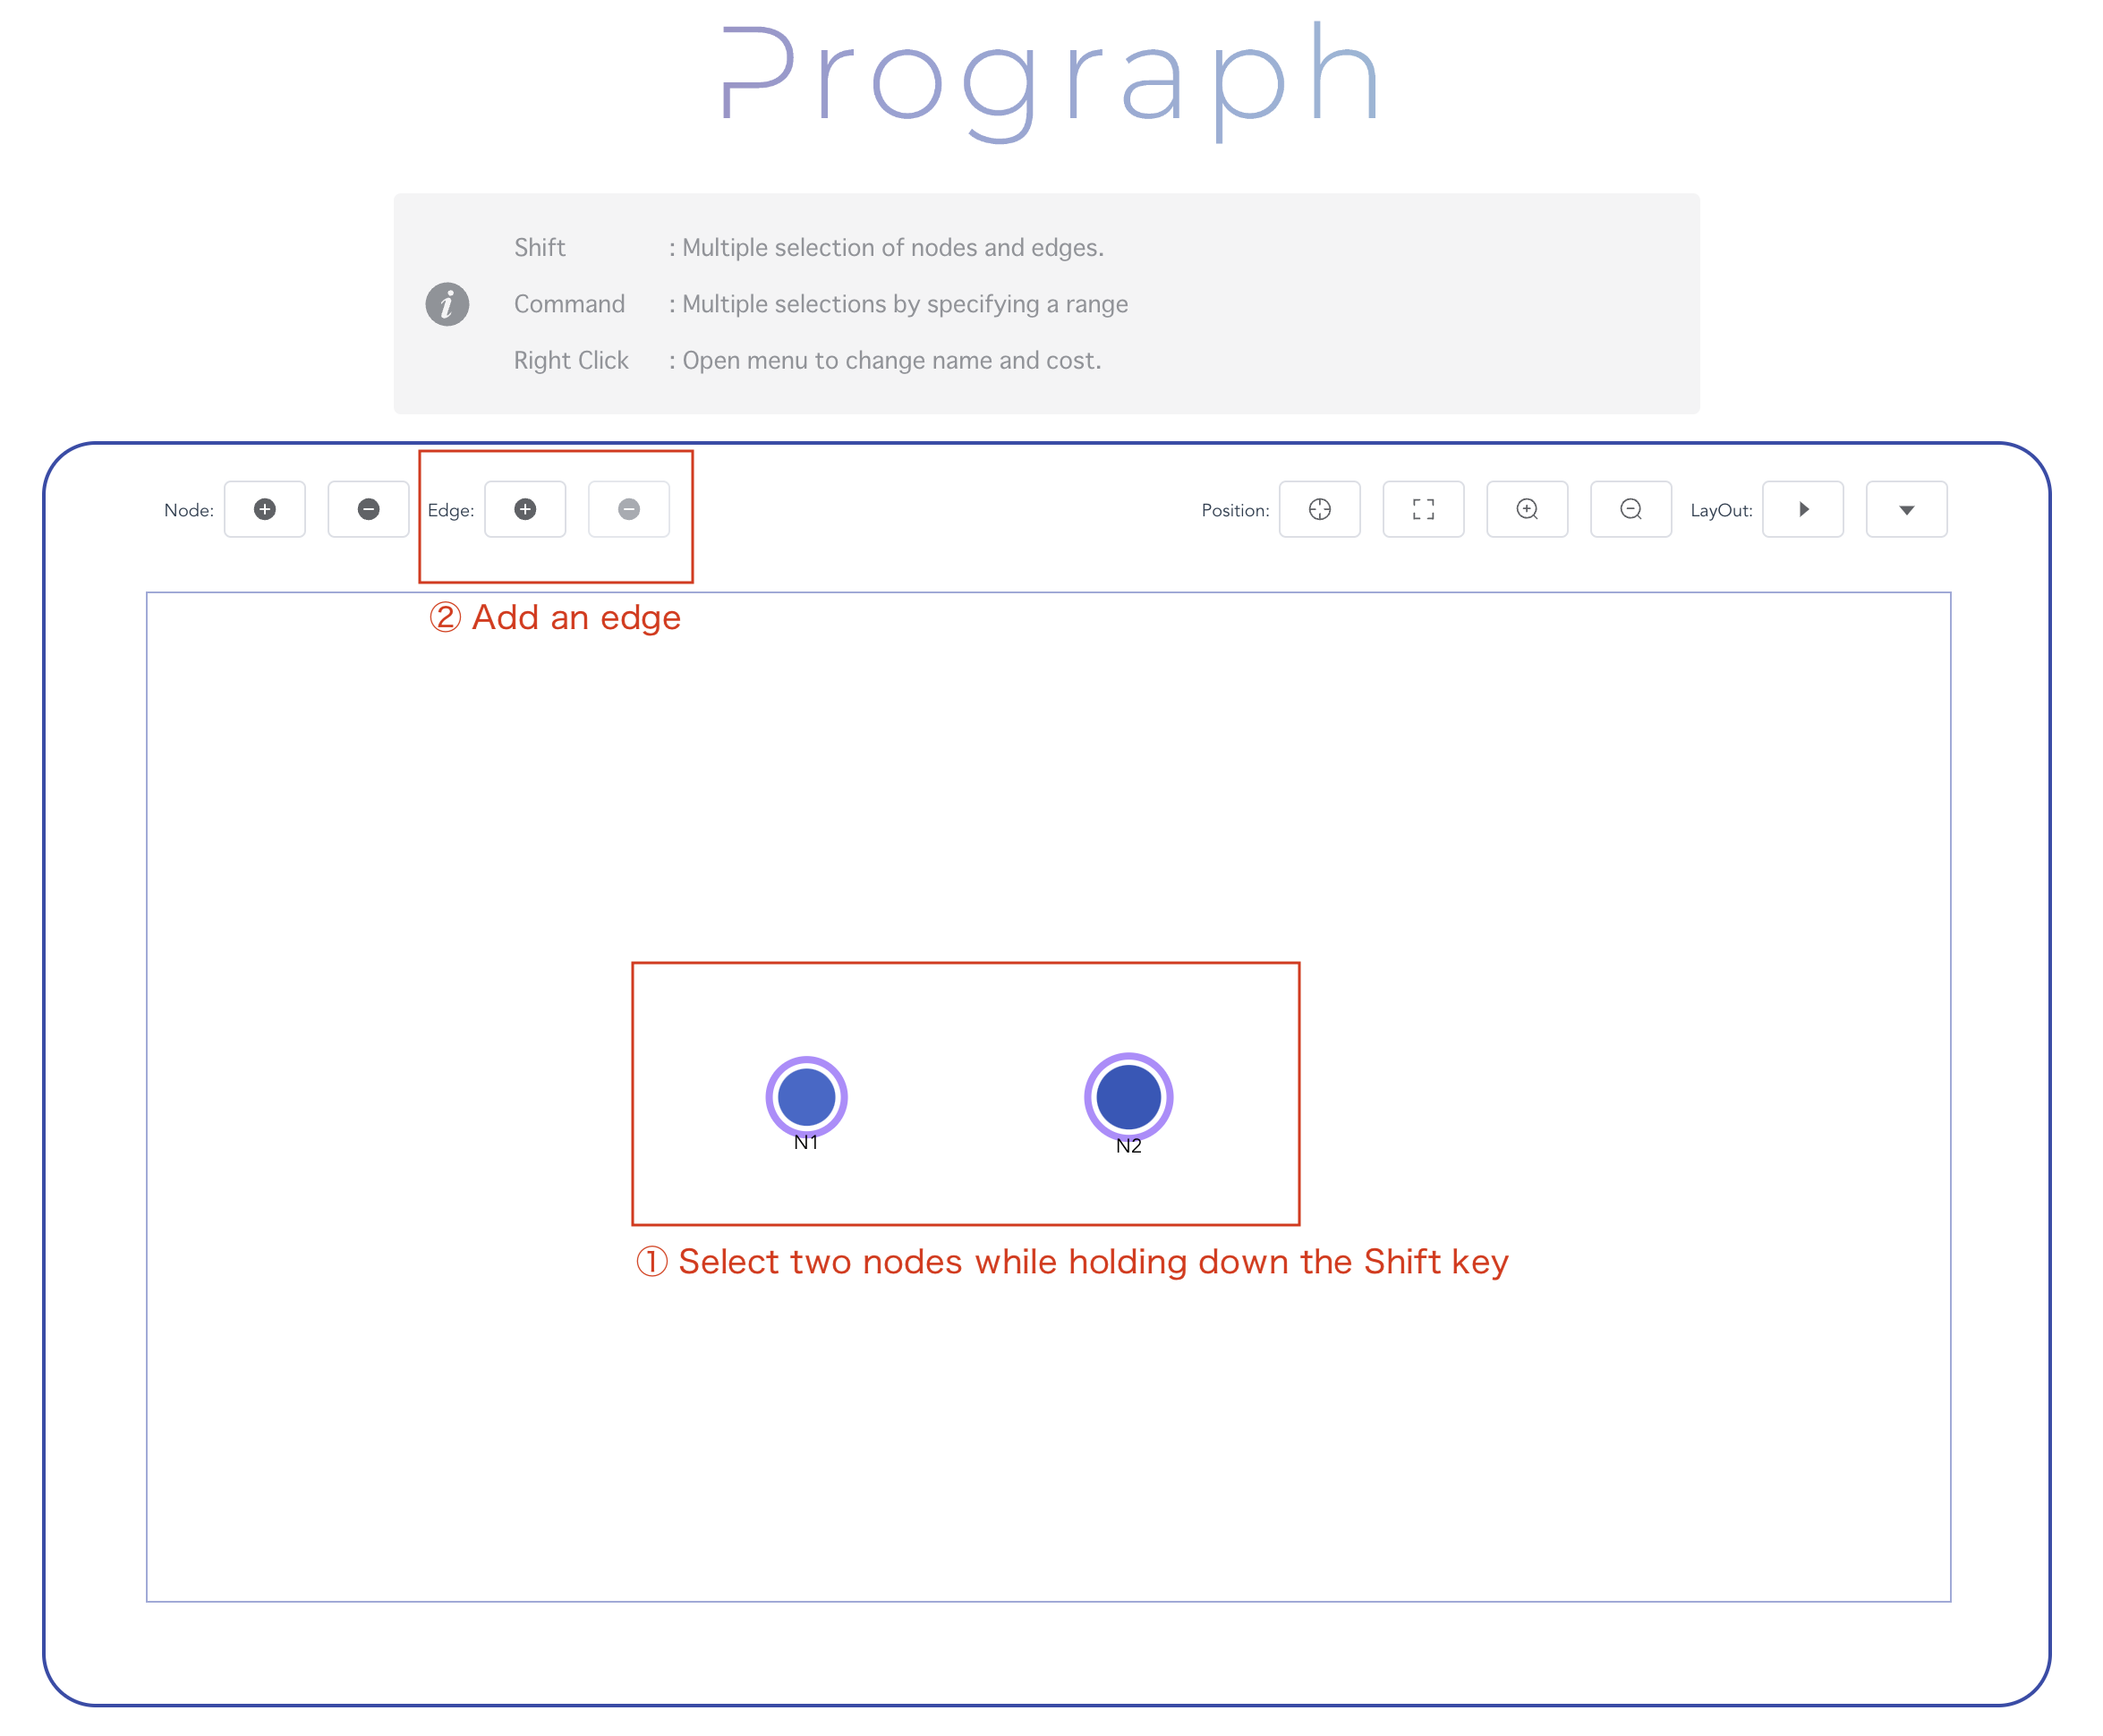 Prograph
Shift : Multiple selection of nodes and edges.
Command : Multiple selections by specifying a range
Right Click : Open menu to change name and cost.
Node: Edge: Position: LayOut:
② Add an edge
N1 N2
① Select two nodes while holding down the Shift key